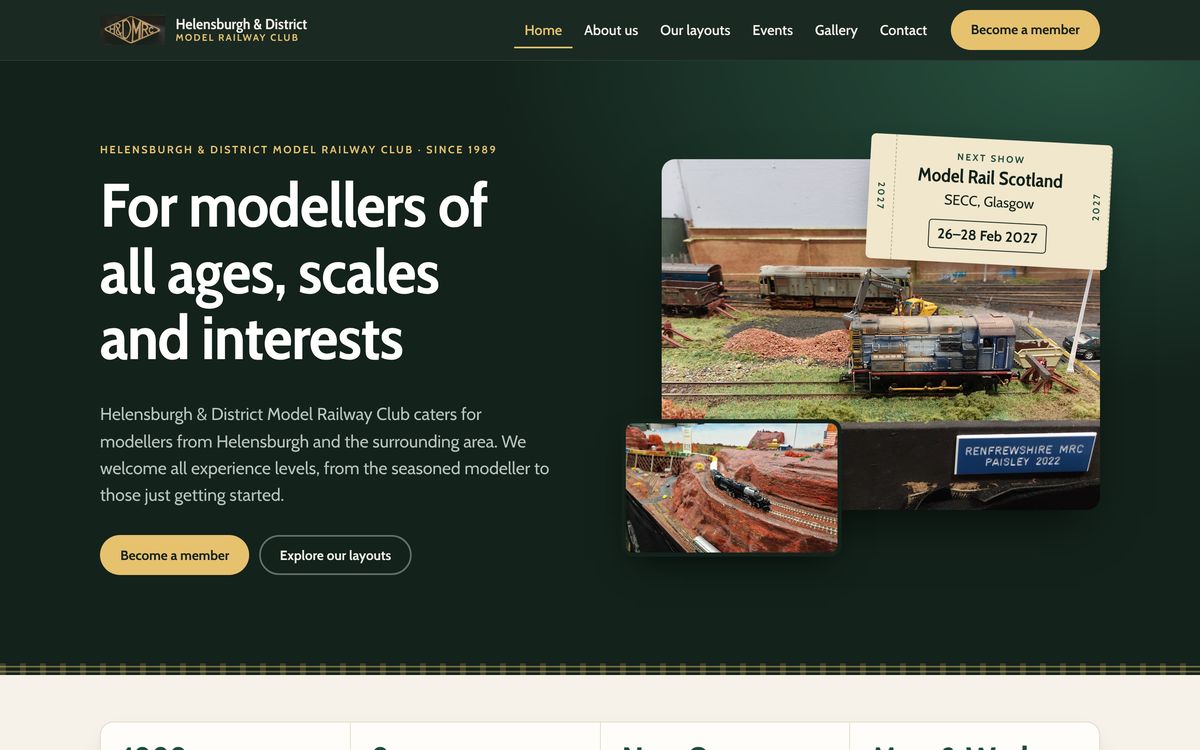 H&DMRC
Helensburgh & District
MODEL RAILWAY CLUB
Home
About us
Our layouts
Events
Gallery
Contact
Become a member
HELENSBURGH & DISTRICT MODEL RAILWAY CLUB · SINCE 1989
For modellers of
all ages, scales
and interests
Helensburgh & District Model Railway Club caters for
modellers from Helensburgh and the surrounding area. We
welcome all experience levels, from the seasoned modeller to
those just getting started.
Become a member
Explore our layouts
2027
NEXT SHOW
Model Rail Scotland
SECC, Glasgow
26–28 Feb 2027
2027
RENFREWSHIRE MRC
PAISLEY 2022